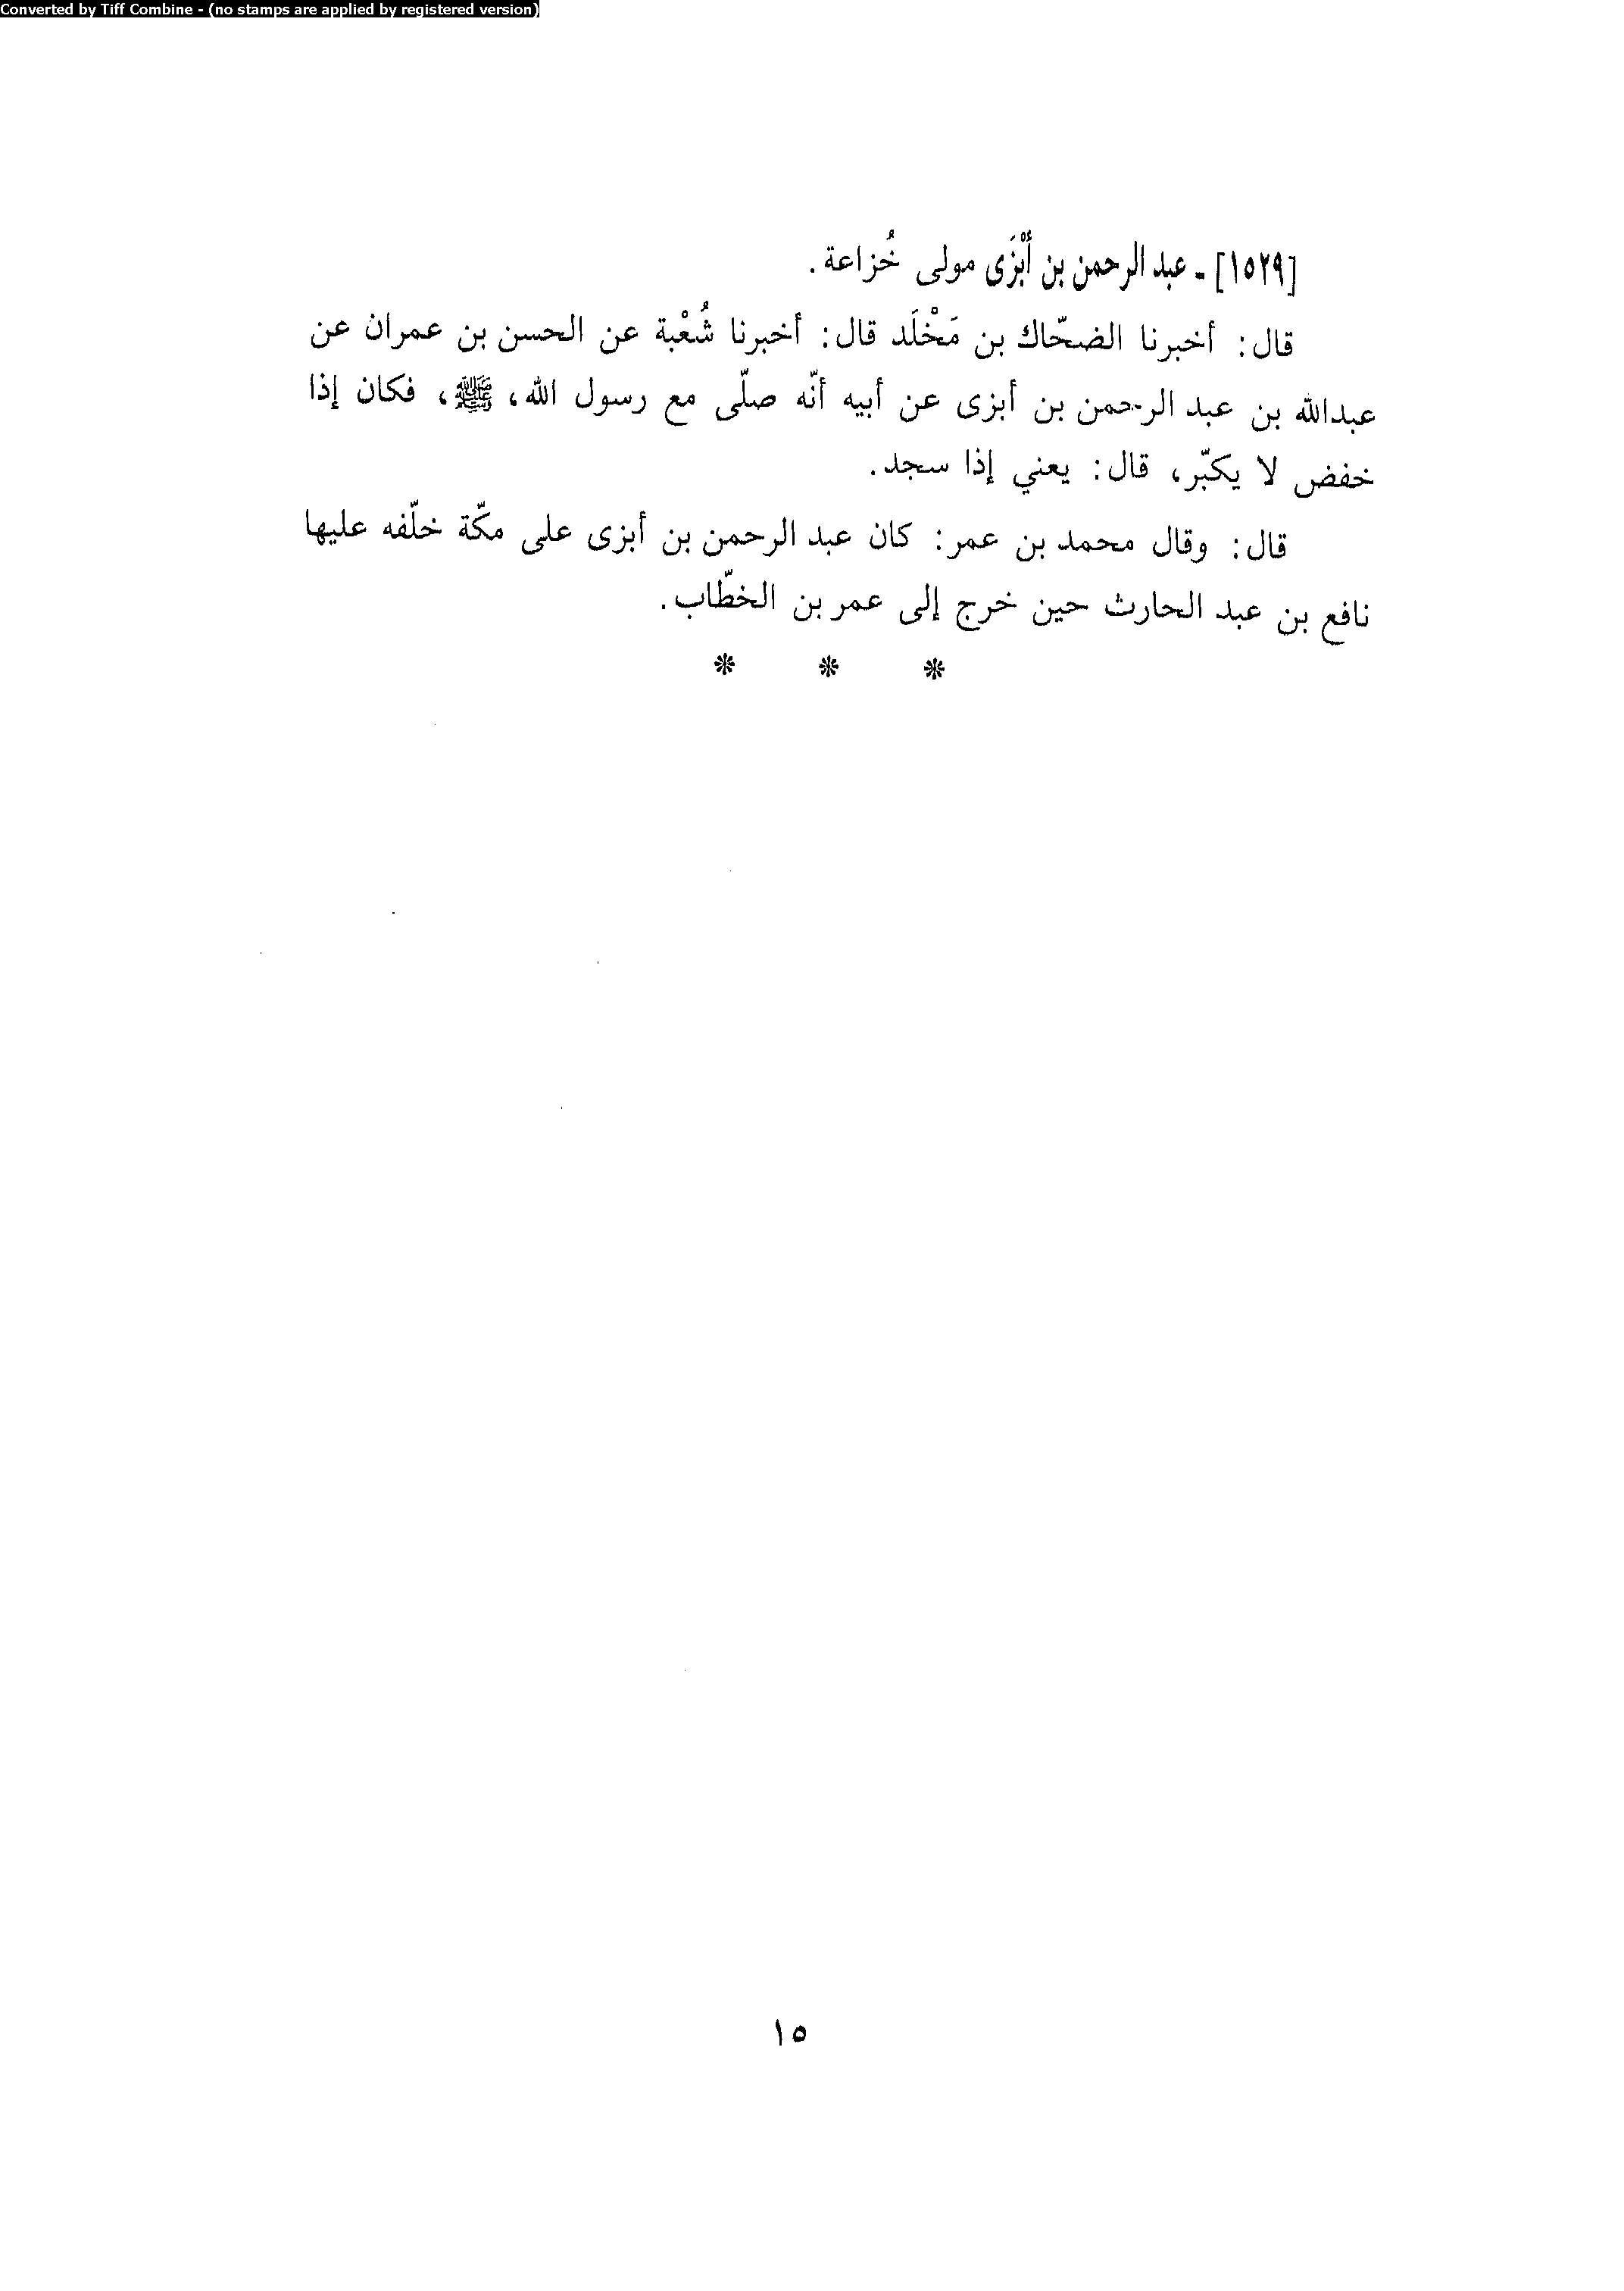 Converted by Tiff Combine - (no stamps are applied by registered version)
[١٥٢٩] - عبد الرحمن بن أَبْزَى مولى خُزاعة.
قال: أخبرنا الضحّاك بن مَخْلَد قال: أخبرنا شُعْبة عن الحسن بن عمران عن
عبدالله بن عبد الرحمن بن أبزى عن أبيه أنّه صلّى مع رسول الله، ﷺ، فكان إذا
خفض لا يكبّر، قال: يعني إذا سجد.
قال: وقال محمد بن عمر: كان عبد الرحمن بن أبزى على مكّة خلّفه عليها
نافع بن عبد الحارث حين خرج إلى عمر بن الخطّاب.
* * *
١٥